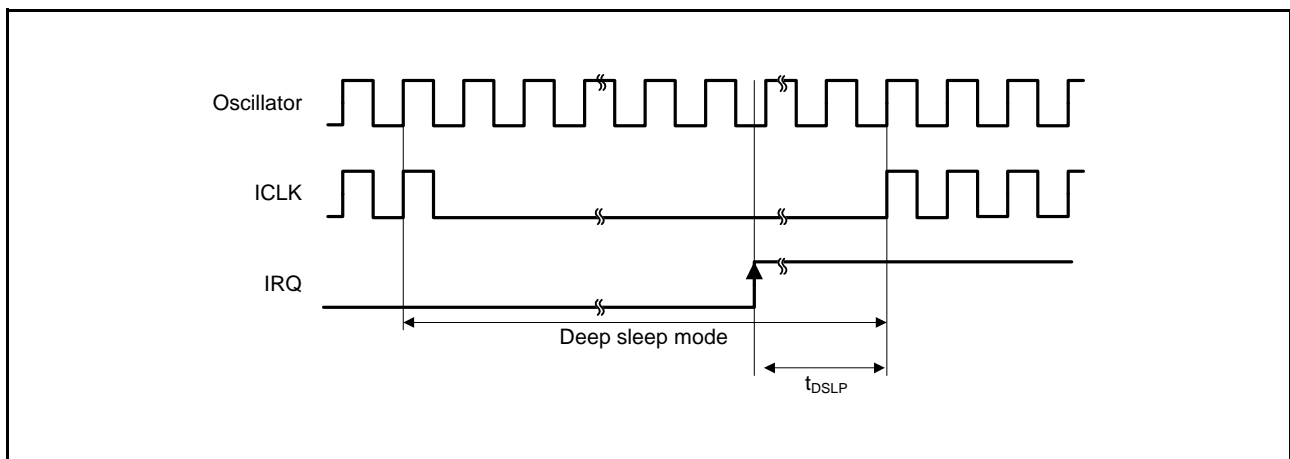 Oscillator
ICLK
IRQ
Deep sleep mode
tDSLP